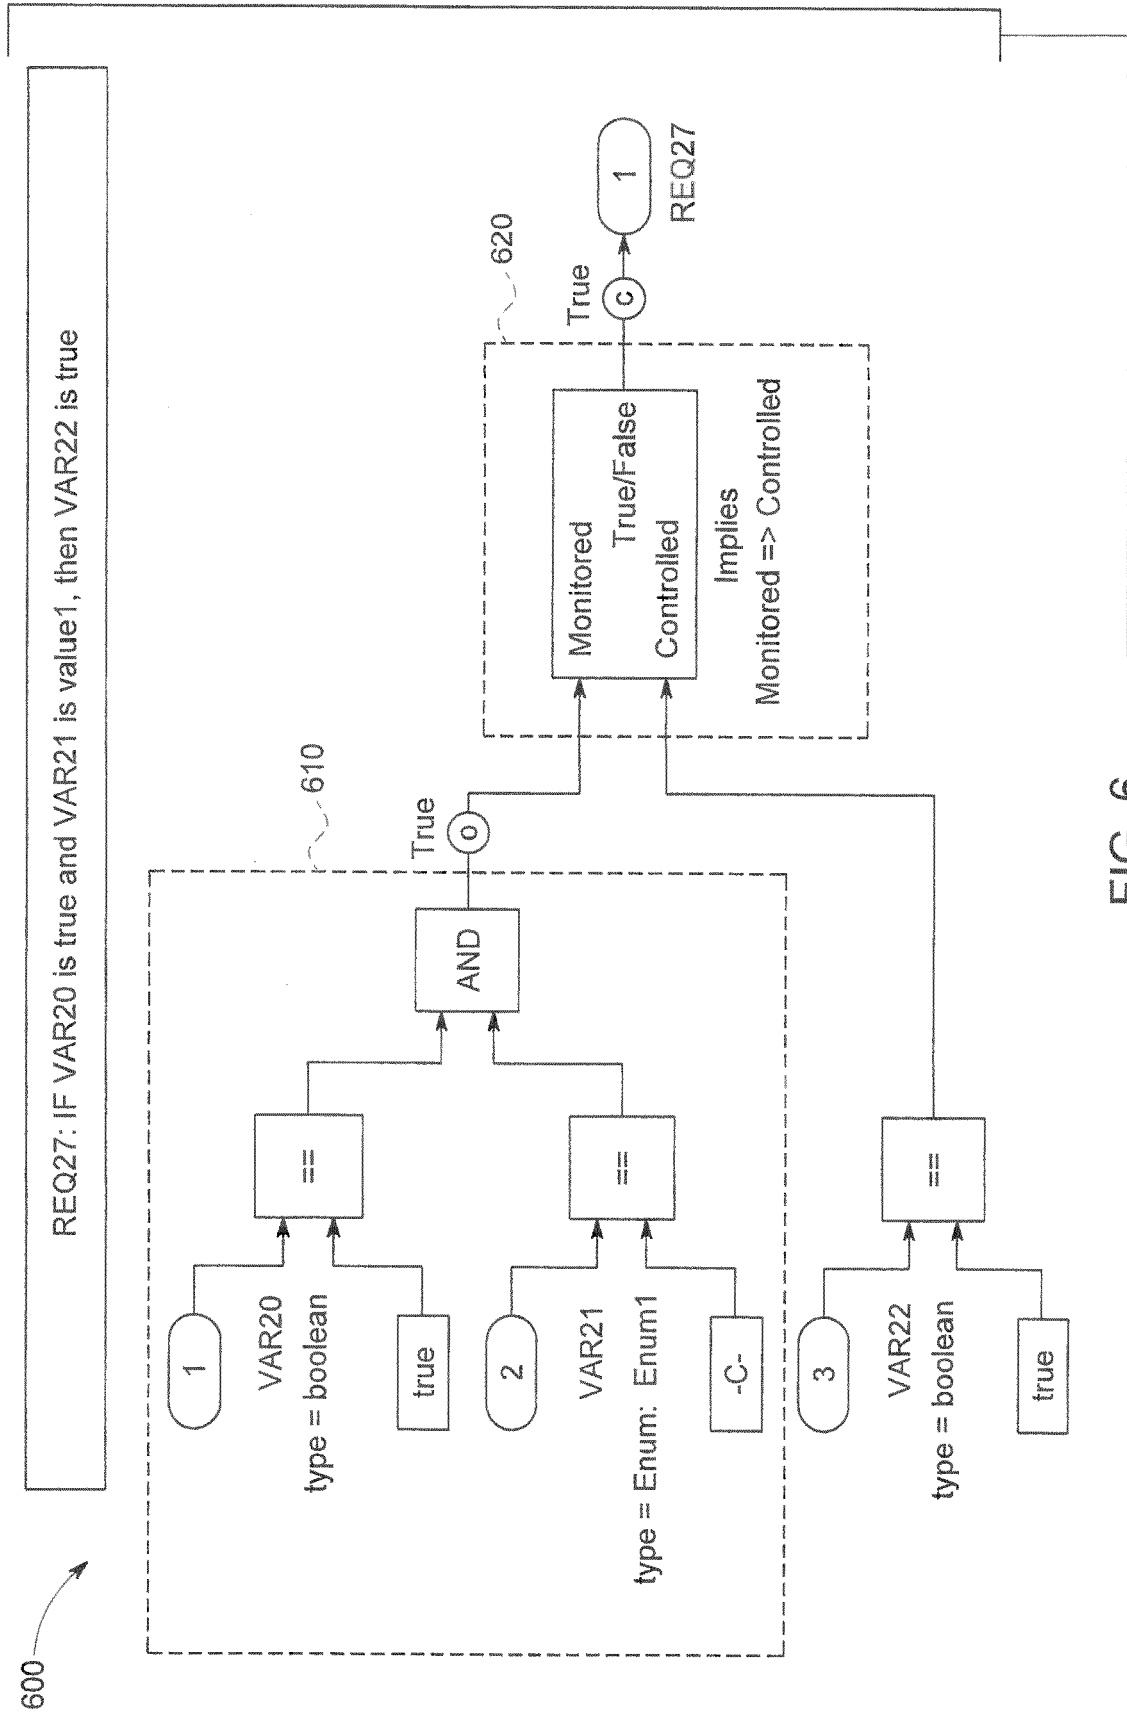 600
REQ27: IF VAR20 is true and VAR21 is value1, then VAR22 is true
610
1
VAR20
type = boolean
true
==
2
VAR21
type = Enum: Enum1
-C-
==
AND
True
o
3
VAR22
type = boolean
true
==
620
Monitored
True/False
Controlled
Implies
Monitored => Controlled
True
c
1
REQ27
FIG. 6